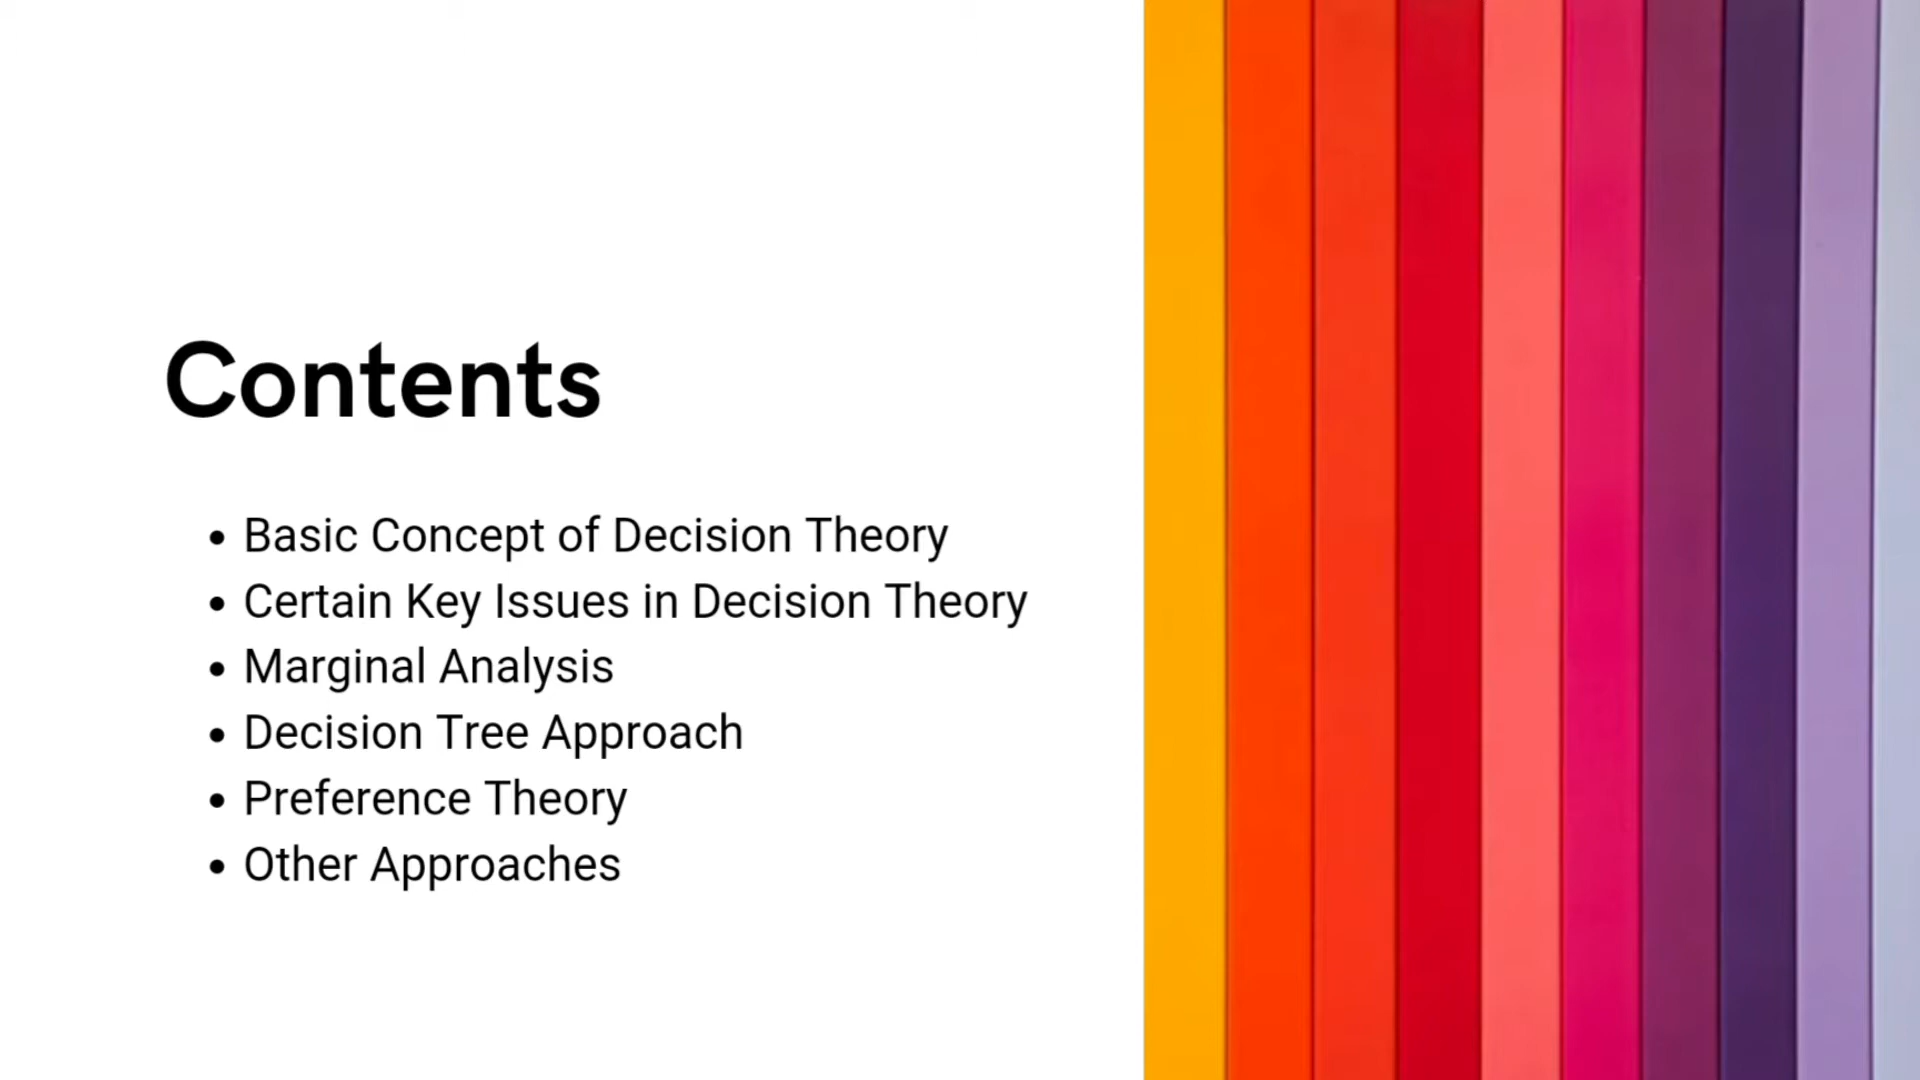 Contents
• Basic Concept of Decision Theory
• Certain Key Issues in Decision Theory
• Marginal Analysis
• Decision Tree Approach
• Preference Theory
• Other Approaches